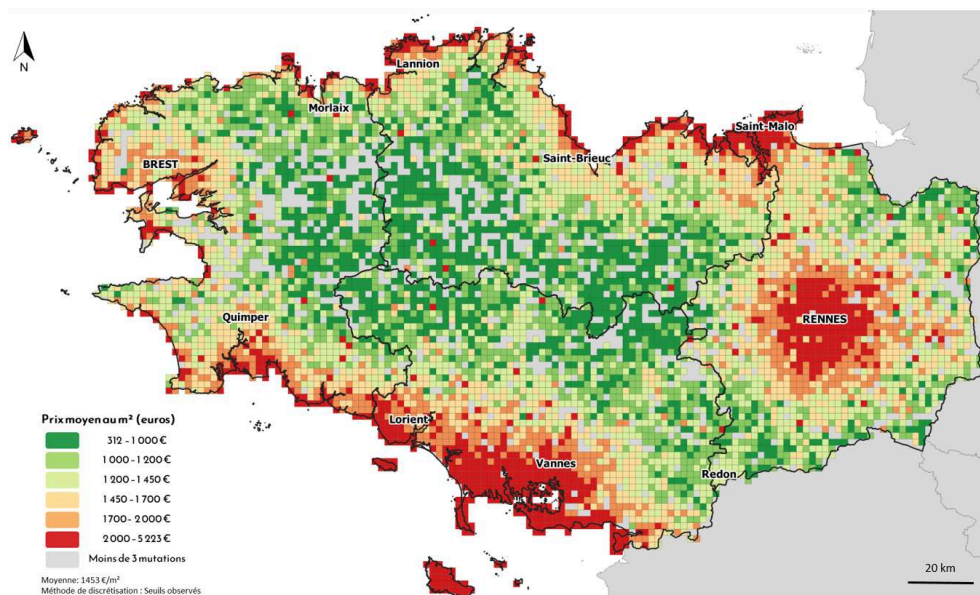 N
Lannion
Morlaix
Saint-Malo
BREST
Saint-Brieuc
Quimper
RENNES
Lorient
Vannes
Redon
Prix moyen au m² (euros)
312 – 1 000 €
1 000 – 1 200 €
1 200 – 1 450 €
1 450 – 1 700 €
1700 – 2 000 €
2 000 – 5 223 €
Moins de 3 mutations
Moyenne: 1453 €/m²
Méthode de discrétisation : Seuils observés
20 km